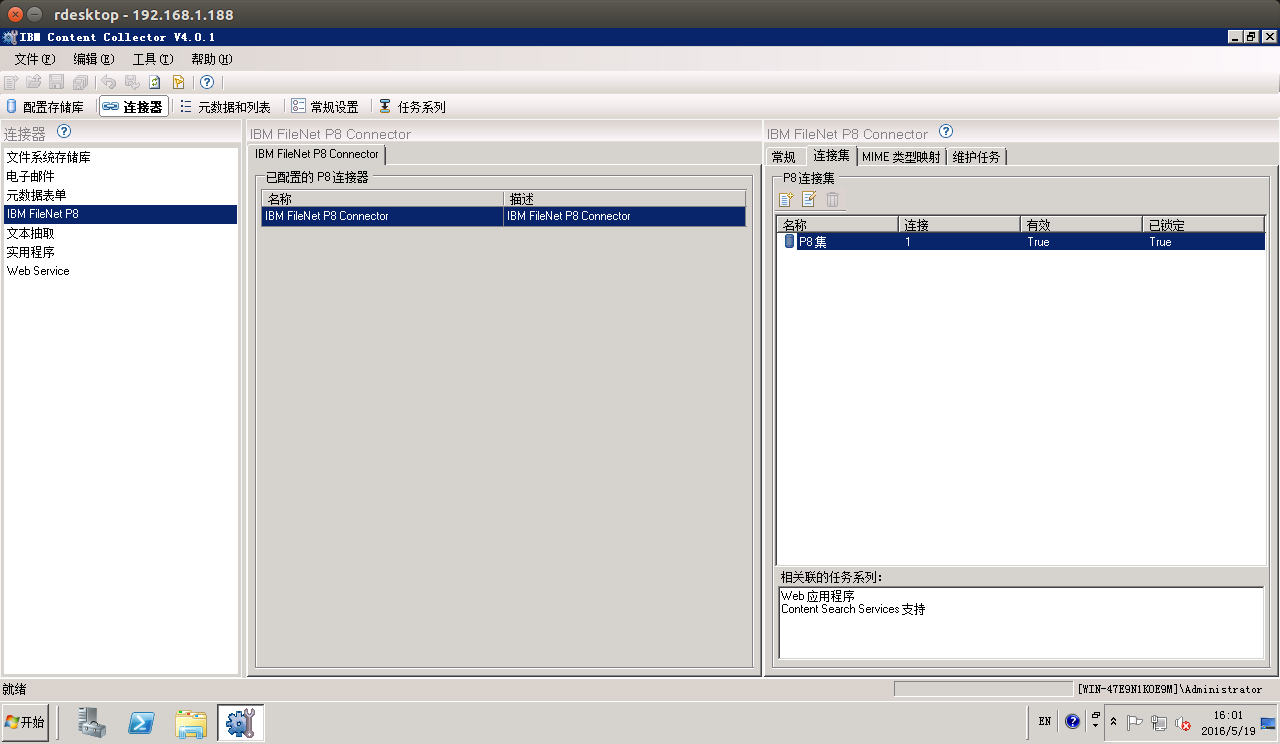 rdesktop - 192.168.1.188
IBM Content Collector V4.0.1
文件(F) 编辑(E) 工具(T) 帮助(H)
配置存储库 连接器 元数据和列表 常规设置 任务系列
连接器
文件系统存储库
电子邮件
元数据表单
IBM FileNet P8
文本抽取
实用程序
Web Service
IBM FileNet P8 Connector
IBM FileNet P8 Connector
已配置的 P8 连接器
名称 描述
IBM FileNet P8 Connector IBM FileNet P8 Connector
IBM FileNet P8 Connector
常规 连接集 MIME 类型映射 维护任务
P8 连接集
名称 连接 有效 已锁定
P8 集 1 True True
相关联的任务系列：
Web 应用程序
Content Search Services 支持
就绪
[WIN-47E9N1KOE9M]\Administrator
开始
EN
16:01
2016/5/19